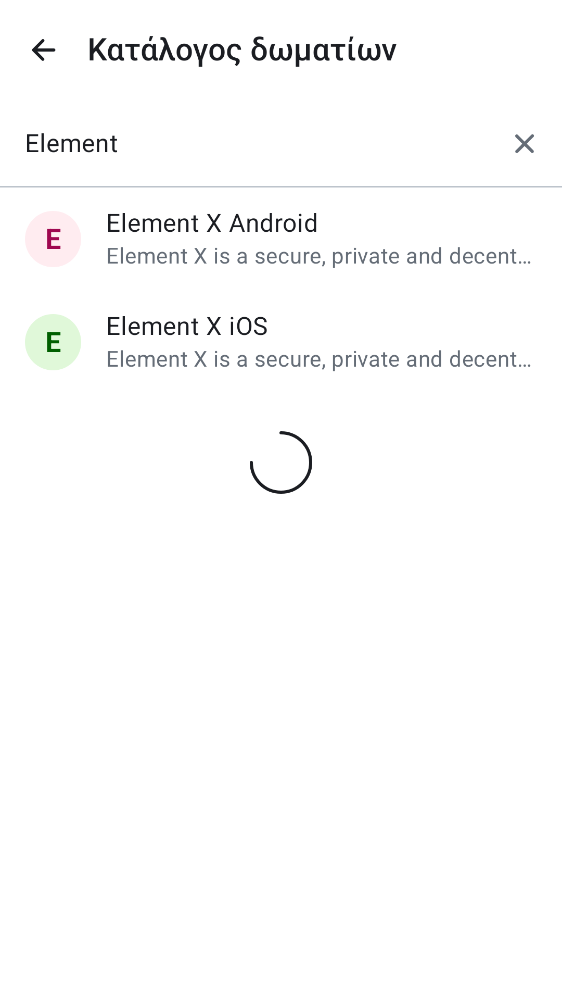 Κατάλογος δωματίων
Element
E
Element X Android
Element X is a secure, private and decent...
E
Element X iOS
Element X is a secure, private and decent...